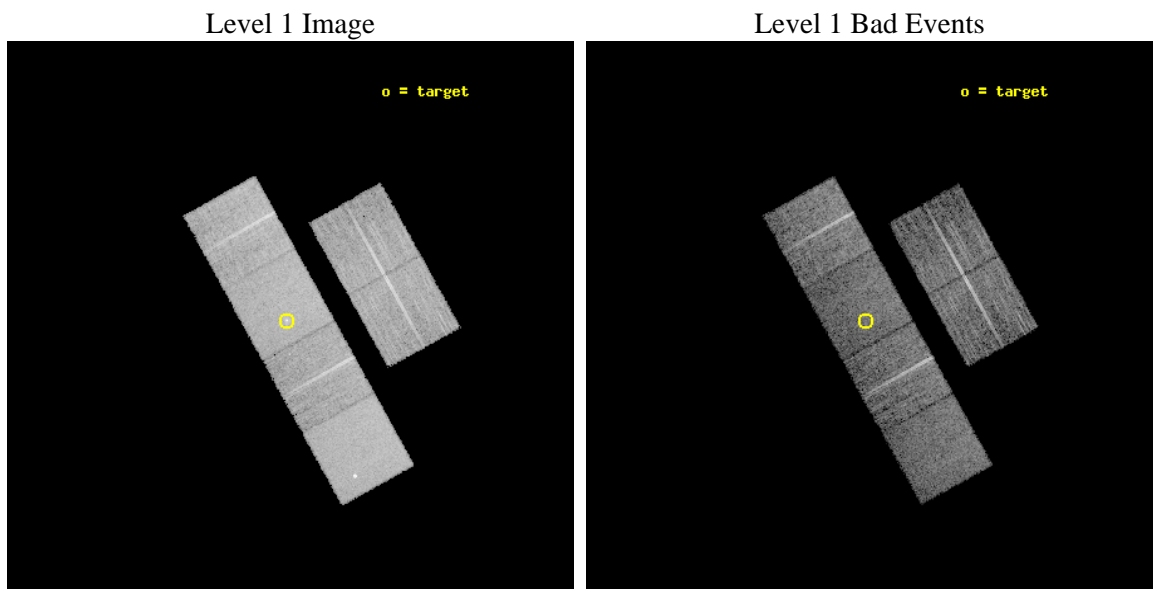 Level 1 Image
Level 1 Bad Events
o = target
o = target